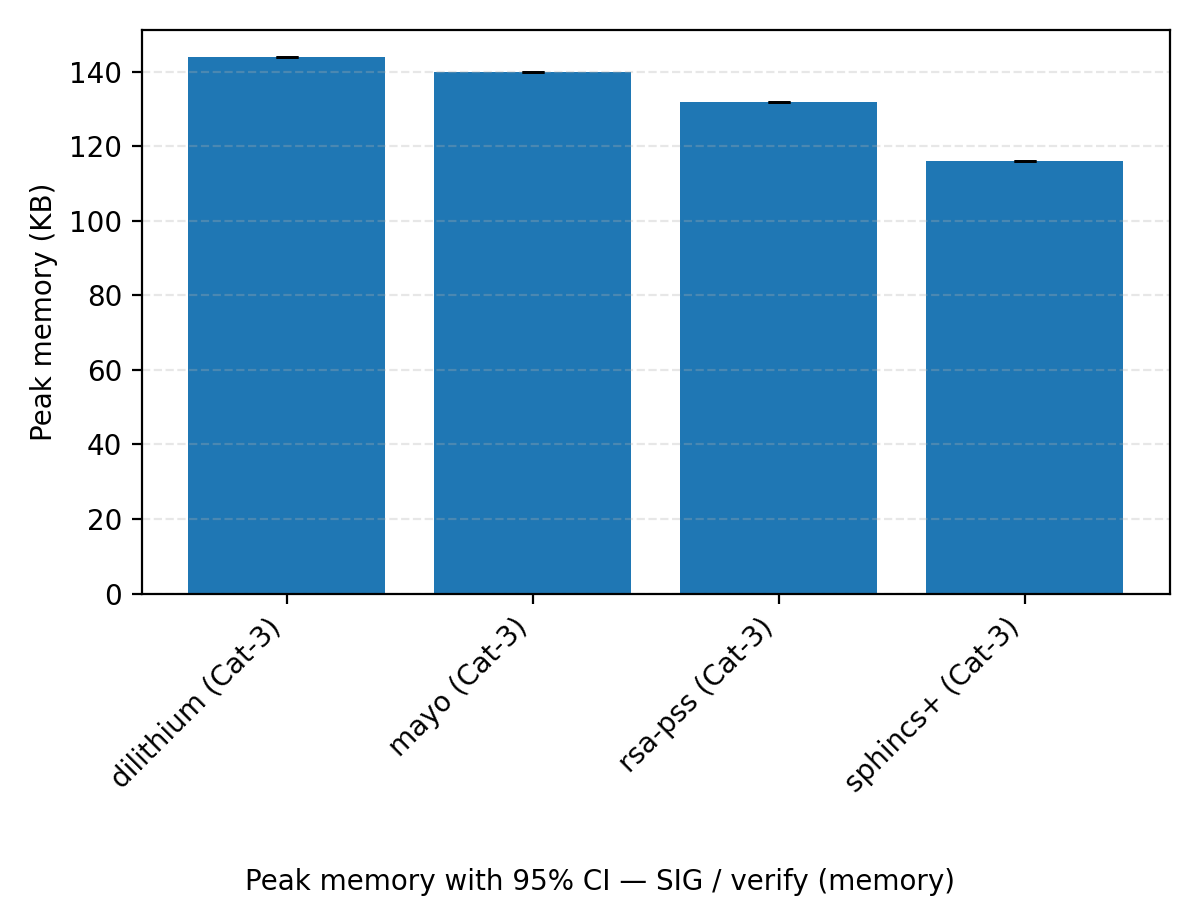 Peak memory (KB)
140
120
100
80
60
40
20
0
dilithium (Cat-3)
mayo (Cat-3)
rsa-pss (Cat-3)
sphincs+ (Cat-3)
Peak memory with 95% CI — SIG / verify (memory)